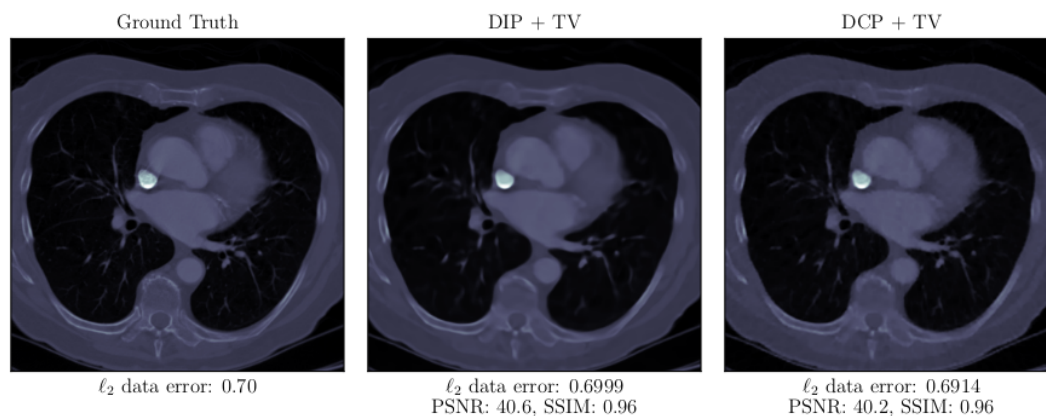 Ground Truth
DIP + TV
DCP + TV
ℓ₂ data error: 0.70
ℓ₂ data error: 0.6999
PSNR: 40.6, SSIM: 0.96
ℓ₂ data error: 0.6914
PSNR: 40.2, SSIM: 0.96